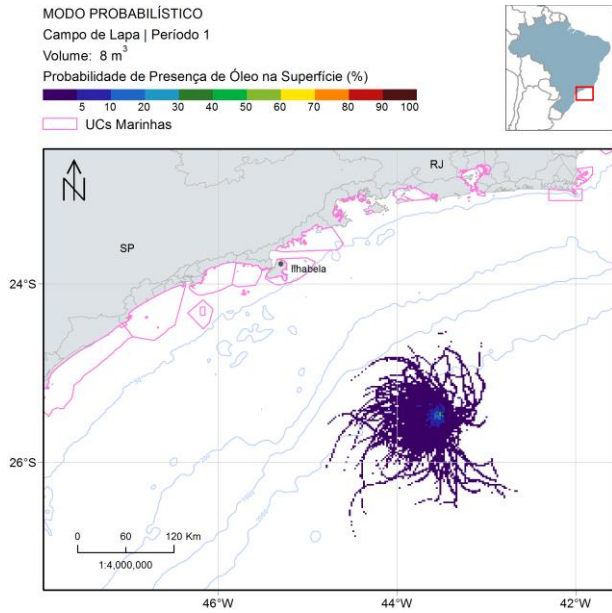 MODO PROBABILÍSTICO
Campo de Lapa | Período 1
Volume: 8 m³
Probabilidade de Presença de Óleo na Superfície (%)
5 10 20 30 40 50 60 70 80 90 100
UCs Marinhas
N
RJ
SP
Ilhabela
24°S
26°S
0 60 120 Km
1:4,000,000
46°W 44°W 42°W